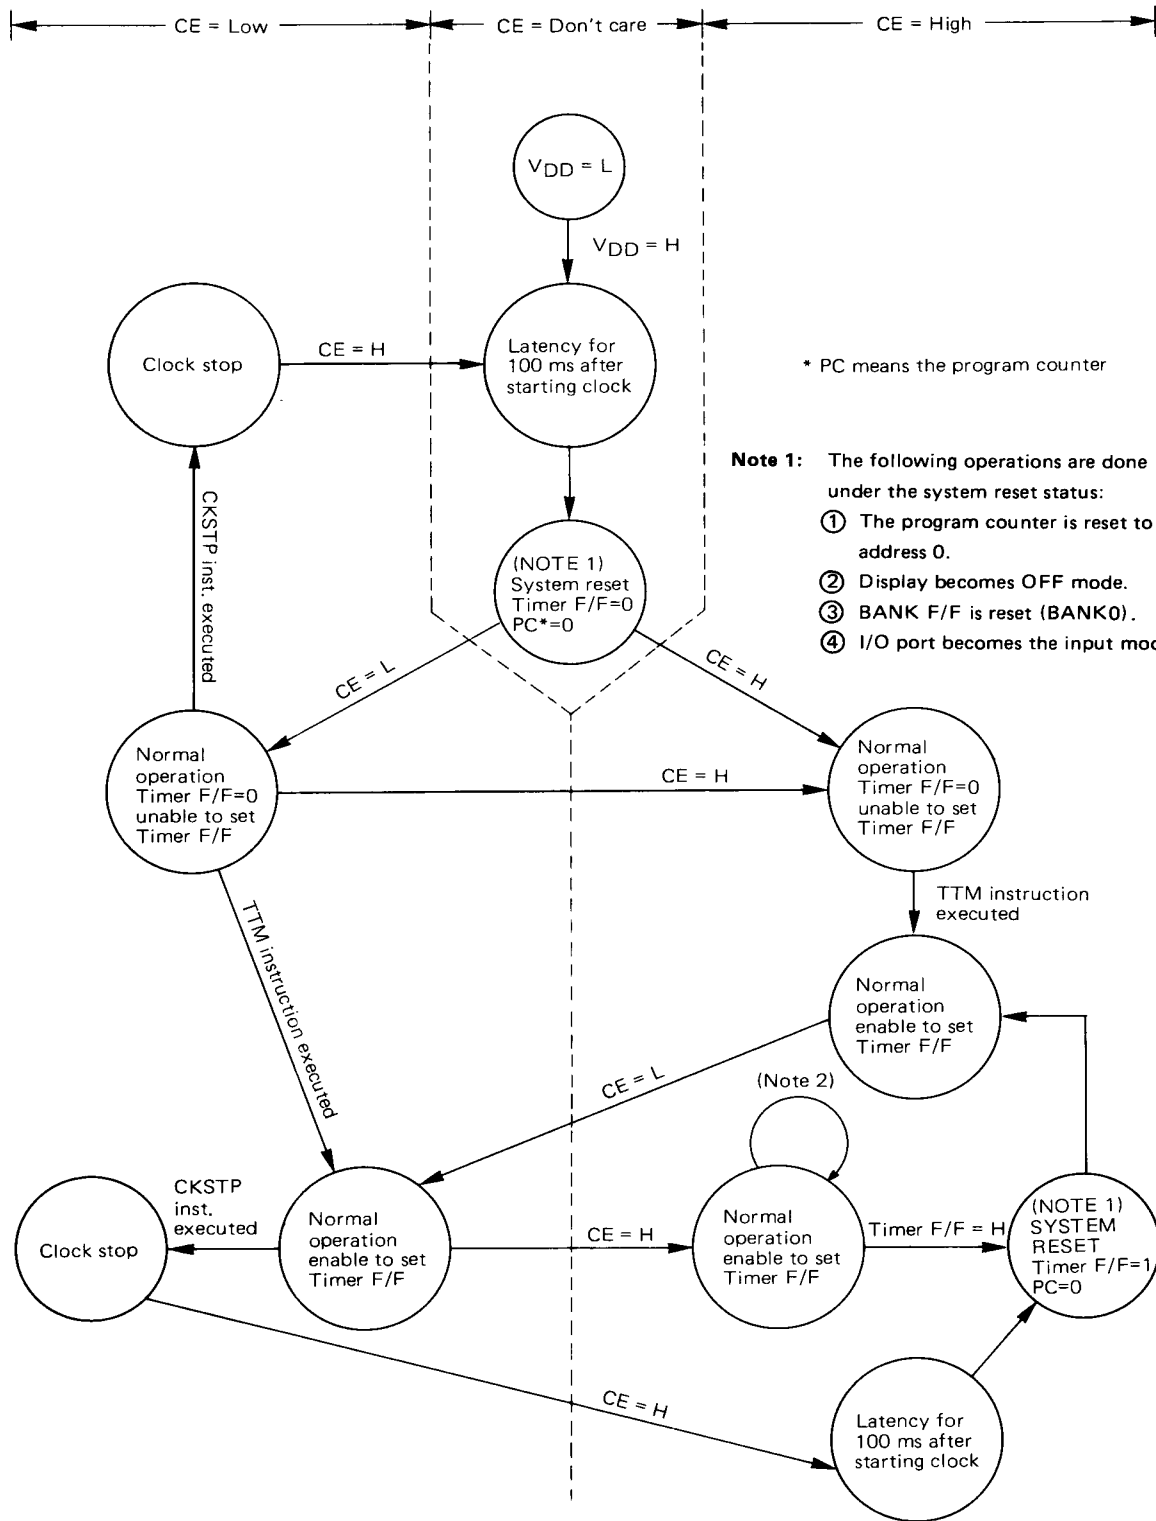 CE = Low
CE = Don't care
CE = High
VDD = L
VDD = H
Clock stop
CE = H
Latency for
100 ms after
starting clock
* PC means the program counter
Note 1: The following operations are done
under the system reset status:
① The program counter is reset to
address 0.
② Display becomes OFF mode.
③ BANK F/F is reset (BANK0).
④ I/O port becomes the input
CKSTP inst. executed
(NOTE 1)
System reset
Timer F/F=0
PC*=0
CE = L
CE = H
Normal
operation
Timer F/F=0
unable to set
Timer F/F
CE = H
Normal
operation
Timer F/F=0
unable to set
Timer F/F
TTM instruction
executed
TTM instruction executed
Normal
operation
enable to set
Timer F/F
CE = L
(Note 2)
CKSTP
inst.
executed
Clock stop
Normal
operation
enable to set
Timer F/F
CE = H
Normal
operation
enable to set
Timer F/F
Timer F/F = H
(NOTE 1)
SYSTEM
RESET
Timer F/F=1
PC=0
CE = H
Latency for
100 ms after
starting clock